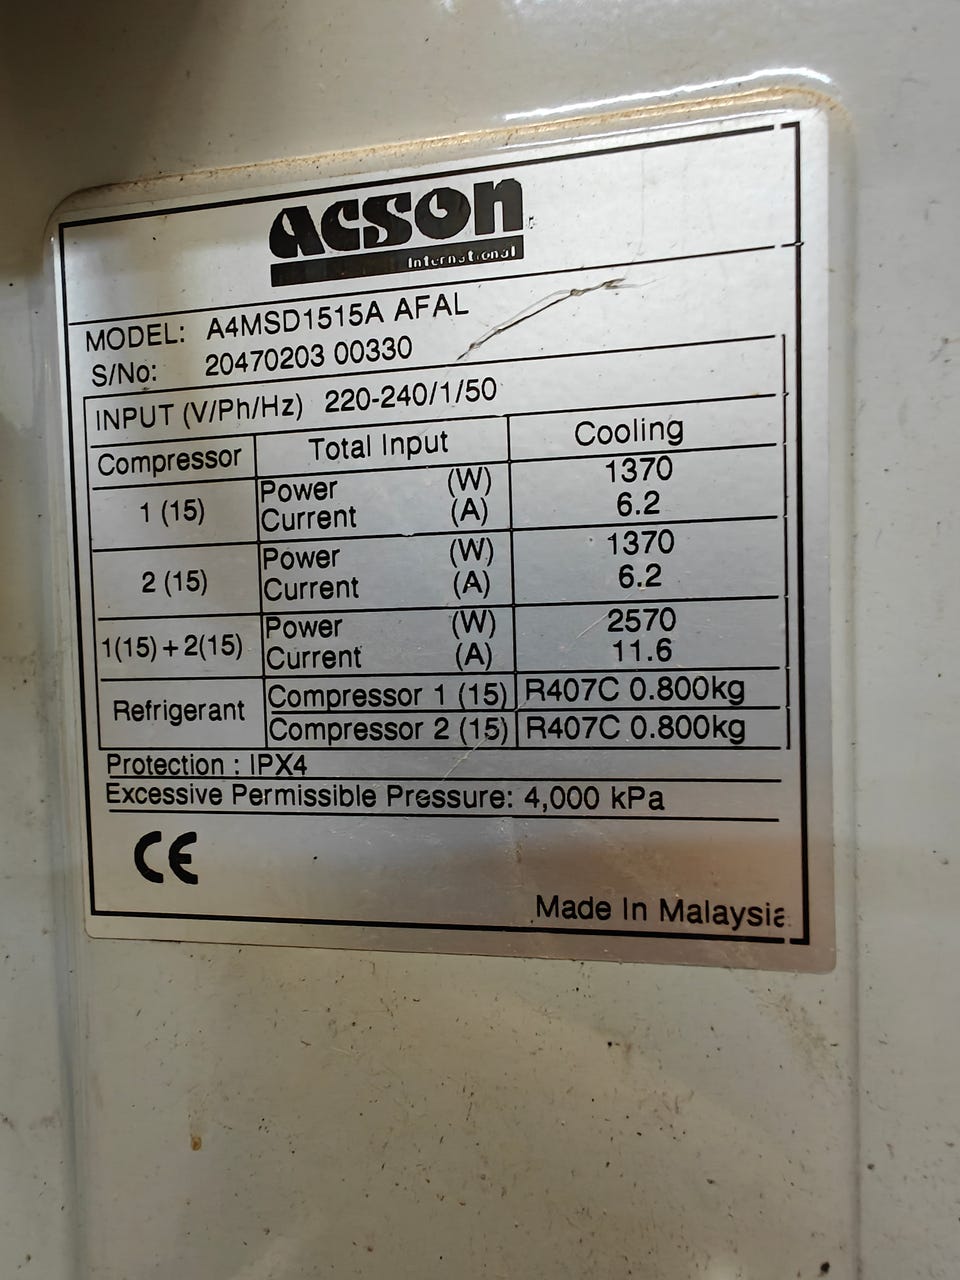 acson
International
MODEL: A4MSD1515A AFAL
S/No: 20470203 00330
INPUT (V/Ph/Hz) 220-240/1/50
Compressor Total Input Cooling
1 (15) Power (W) 1370
Current (A) 6.2
2 (15) Power (W) 1370
Current (A) 6.2
1(15)+2(15) Power (W) 2570
Current (A) 11.6
Refrigerant Compressor 1 (15) R407C 0.800kg
Compressor 2 (15) R407C 0.800kg
Protection : IPX4
Excessive Permissible Pressure: 4,000 kPa
CE
Made In Malaysia